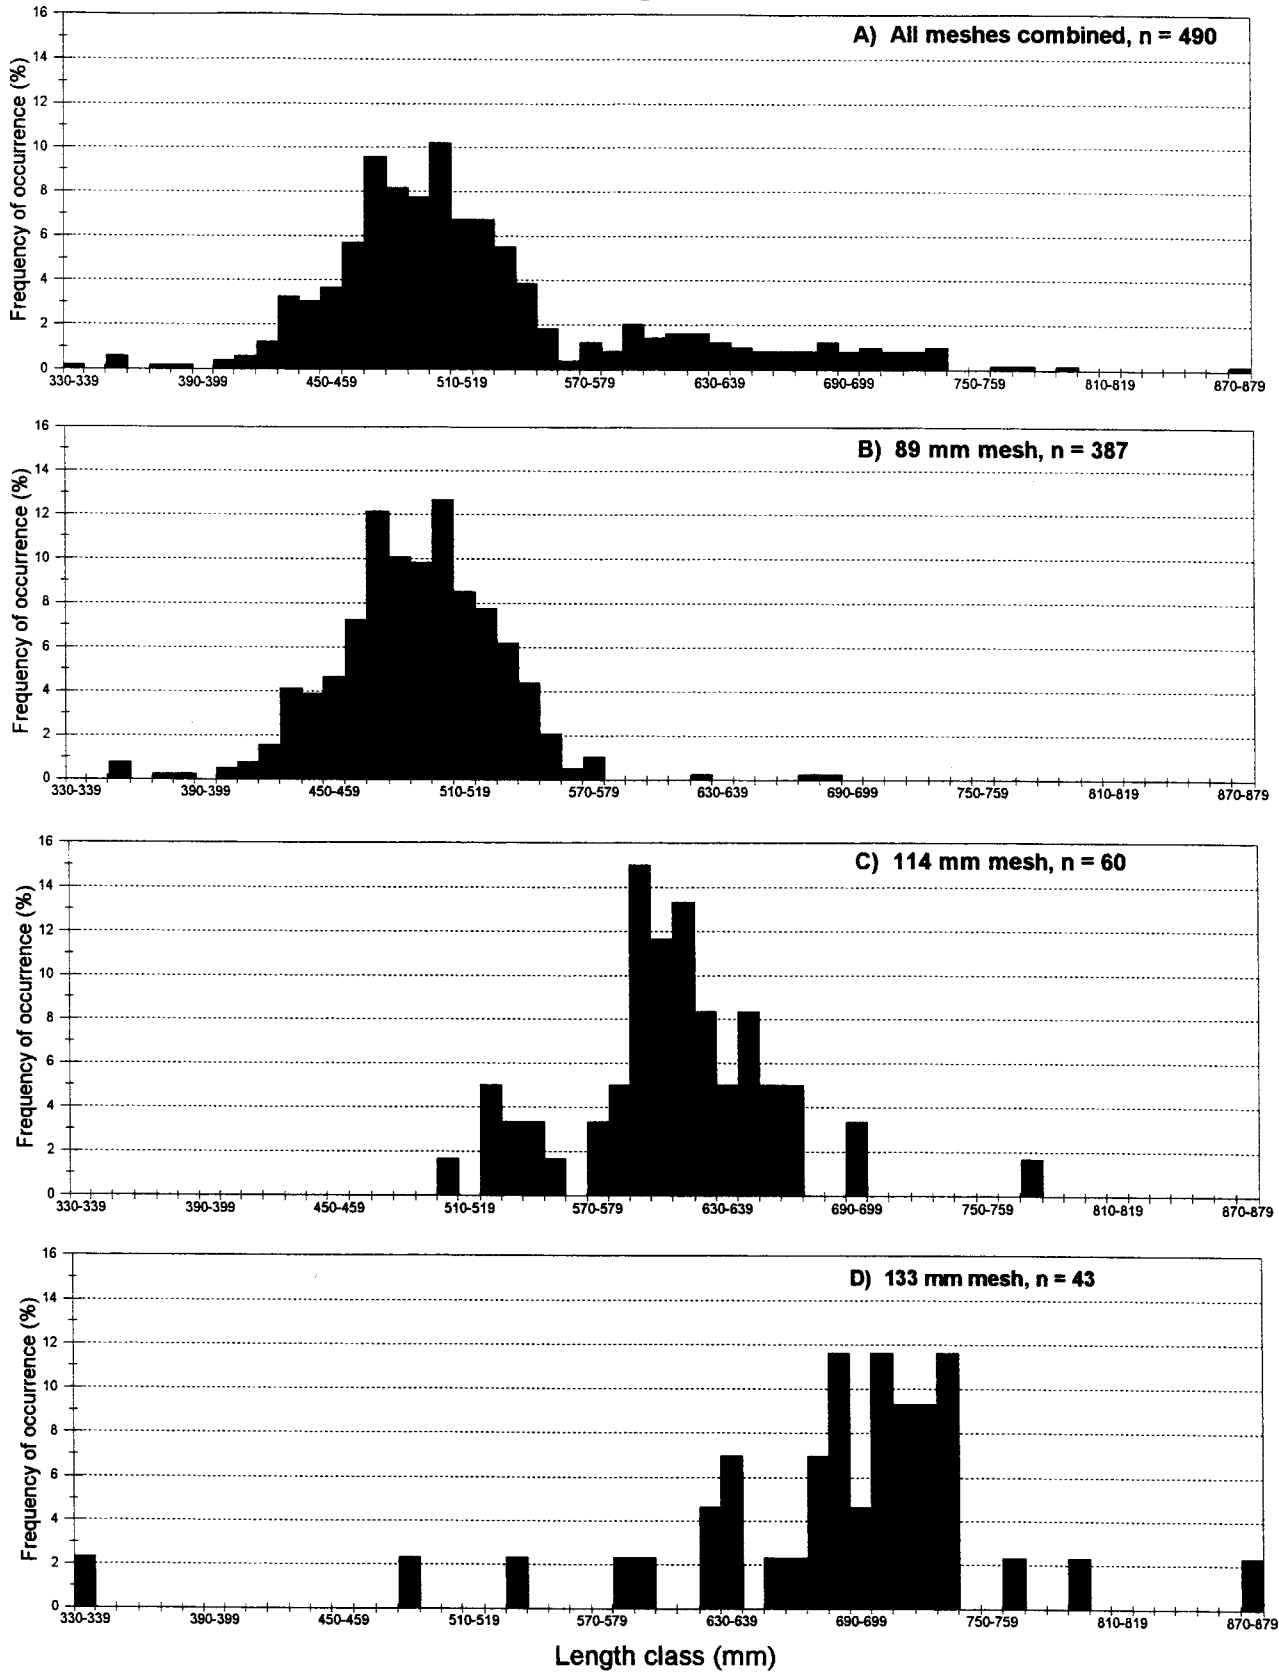 A) All meshes combined, n = 490
Frequency of occurrence (%)
16
14
12
10
8
6
4
2
0
330-339 390-399 450-459 510-519 570-579 630-639 690-699 750-759 810-819 870-879
B) 89 mm mesh, n = 387
Frequency of occurrence (%)
16
14
12
10
8
6
4
2
0
330-339 390-399 450-459 510-519 570-579 630-639 690-699 750-759 810-819 870-879
C) 114 mm mesh, n = 60
Frequency of occurrence (%)
16
14
12
10
8
6
4
2
0
330-339 390-399 450-459 510-519 570-579 630-639 690-699 750-759 810-819 870-879
D) 133 mm mesh, n = 43
Frequency of occurrence (%)
16
14
12
10
8
6
4
2
0
330-339 390-399 450-459 510-519 570-579 630-639 690-699 750-759 810-819 870-879
Length class (mm)